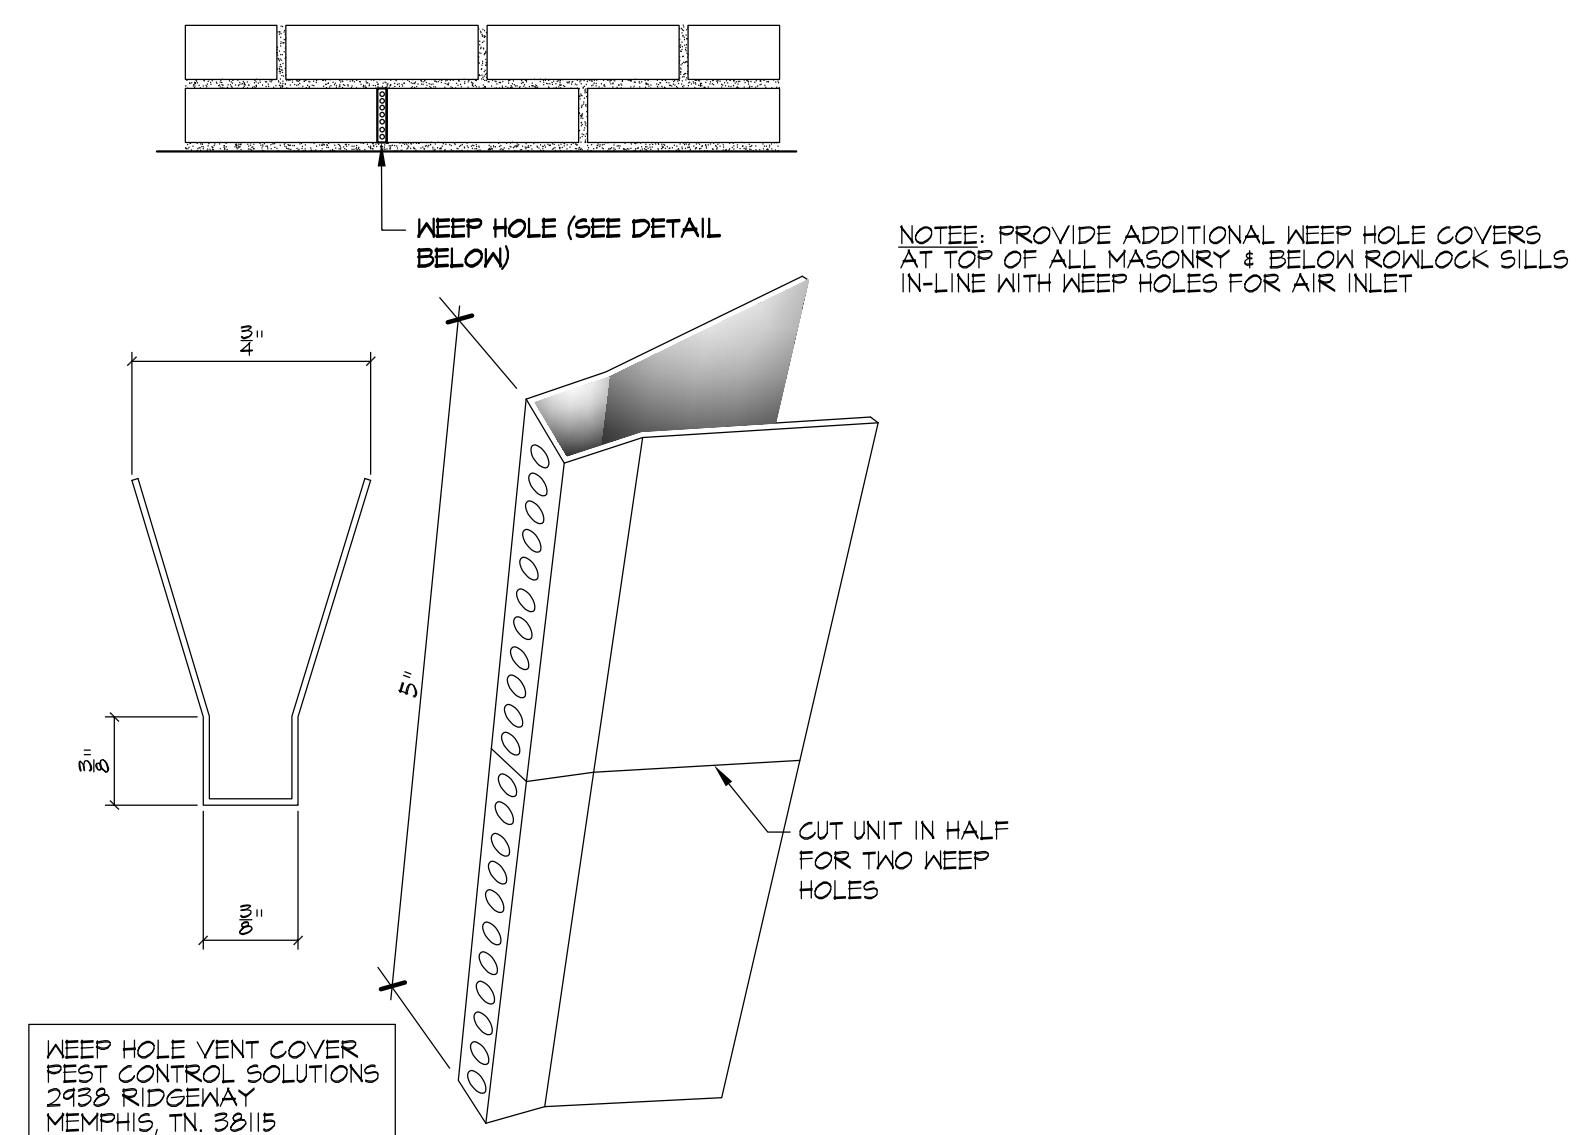 WEEP HOLE (SEE DETAIL
BELOW)
NOTEE: PROVIDE ADDITIONAL WEEP HOLE COVERS
AT TOP OF ALL MASONRY & BELOW ROWLOCK SILLS
IN-LINE WITH WEEP HOLES FOR AIR INLET
3/4"
5"
3/8"
CUT UNIT IN HALF
FOR TWO WEEP
HOLES
3/8"
WEEP HOLE VENT COVER
PEST CONTROL SOLUTIONS
2938 RIDGEWAY
MEMPHIS, TN. 38115